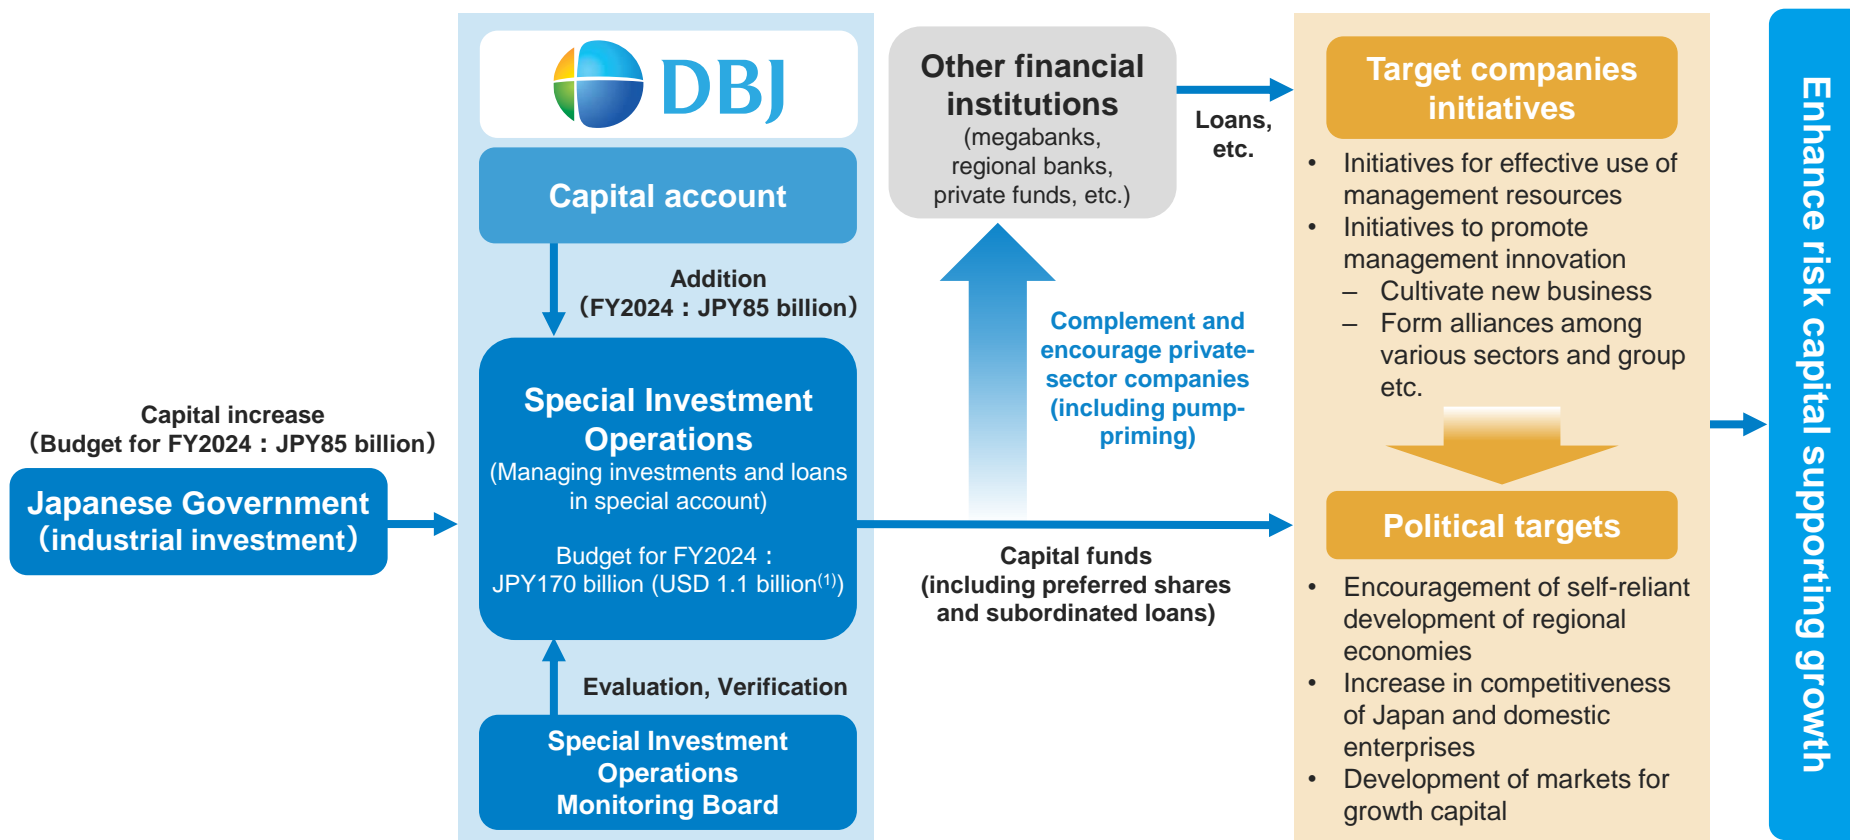 Capital increase
（Budget for FY2024：JPY85 billion）
Japanese Government
（industrial investment）
DBJ
Capital account
Addition
（FY2024：JPY85 billion）
Special Investment
Operations
(Managing investments and loans
in special account)
Budget for FY2024：
JPY170 billion (USD 1.1 billion(1))
Evaluation, Verification
Special Investment
Operations
Monitoring Board
Other financial
institutions
(megabanks,
regional banks,
private funds, etc.)
Loans,
etc.
Complement and
encourage private-
sector companies
(including pump-
priming)
Capital funds
(including preferred shares
and subordinated loans)
Target companies
initiatives
• Initiatives for effective use of
management resources
• Initiatives to promote
management innovation
– Cultivate new business
– Form alliances among
various sectors and group
etc.
Political targets
• Encouragement of self-reliant
development of regional
economies
• Increase in competitiveness
of Japan and domestic
enterprises
• Development of markets for
growth capital
Enhance risk capital supporting growth